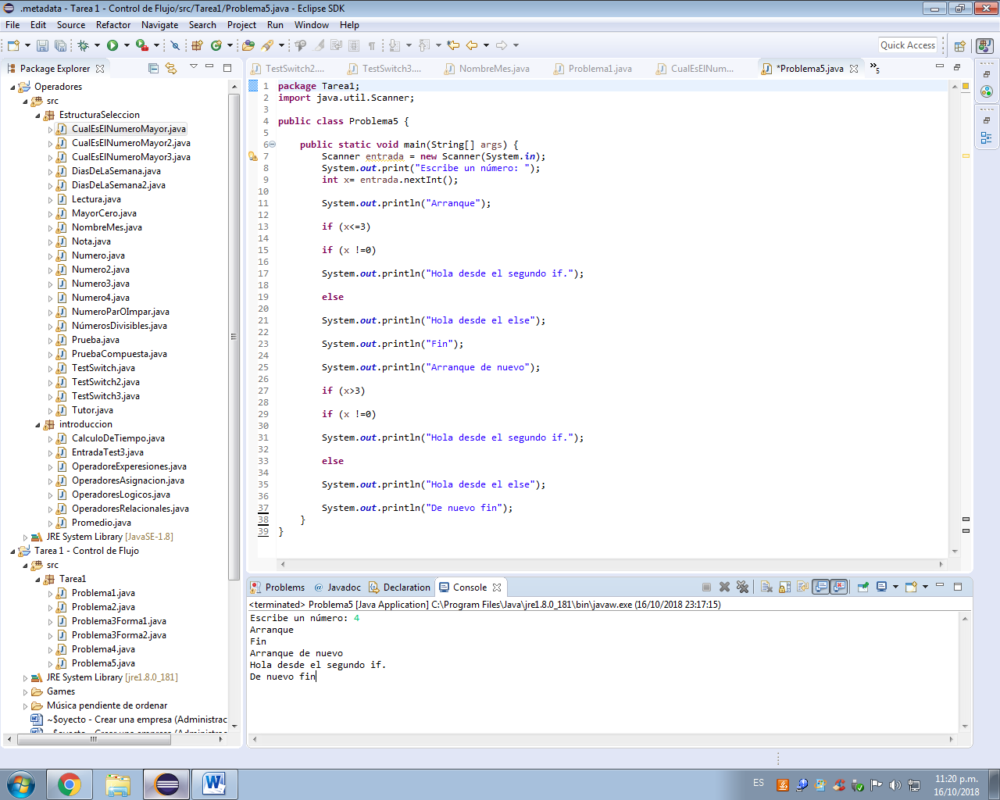 .metadata - Tarea 1 - Control de Flujo/src/Tarea1/Problema5.java - Eclipse SDK
File Edit Source Refactor Navigate Search Project Run Window Help
Quick Access
Package Explorer
TestSwitch2.... TestSwitch3.... NombreMes.java Problema1.java CualEsElNum... *Problema5.java »5
Operadores
src
EstructuraSeleccion
CualEsElNumeroMayor.java
CualEsElNumeroMayor2.java
CualEsElNumeroMayor3.java
DiasDeLaSemana.java
DiasDeLaSemana2.java
Lectura.java
MayorCero.java
NombreMes.java
Nota.java
Numero.java
Numero2.java
Numero3.java
Numero4.java
NumeroParOImpar.java
NúmerosDivisibles.java
Prueba.java
PruebaCompuesta.java
TestSwitch.java
TestSwitch2.java
TestSwitch3.java
Tutor.java
introduccion
CalculoDeTiempo.java
EntradaTest3.java
OperadoreExperesiones.java
OperadoresAsignacion.java
OperadoresLogicos.java
OperadoresRelacionales.java
Promedio.java
JRE System Library [JavaSE-1.8]
Tarea 1 - Control de Flujo
src
Tarea1
Problema1.java
Problema2.java
Problema3Forma1.java
Problema3Forma2.java
Problema4.java
Problema5.java
JRE System Library [jre1.8.0_181]
Games
Música pendiente de ordenar
~$oyecto - Crear una empresa (Administrac
~$oyecto - Crear una empresa (Administrac
1 package Tarea1;
2 import java.util.Scanner;
3
4 public class Problema5 {
5
6 public static void main(String[] args) {
7 Scanner entrada = new Scanner(System.in);
8 System.out.print("Escribe un número: ");
9 int x= entrada.nextInt();
10
11 System.out.println("Arranque");
12
13 if (x<=3)
14
15 if (x !=0)
16
17 System.out.println("Hola desde el segundo if.");
18
19 else
20
21 System.out.println("Hola desde el else");
22
23 System.out.println("Fin");
24
25 System.out.println("Arranque de nuevo");
26
27 if (x>3)
28
29 if (x !=0)
30
31 System.out.println("Hola desde el segundo if.");
32
33 else
34
35 System.out.println("Hola desde el else");
36
37 System.out.println("De nuevo fin");
38 }
39 }
Problems @ Javadoc Declaration Console
<terminated> Problema5 [Java Application] C:\Program Files\Java\jre1.8.0_181\bin\javaw.exe (16/10/2018 23:17:15)
Escribe un número: 4
Arranque
Fin
Arranque de nuevo
Hola desde el segundo if.
De nuevo fin
ES
11:20 p.m.
16/10/2018